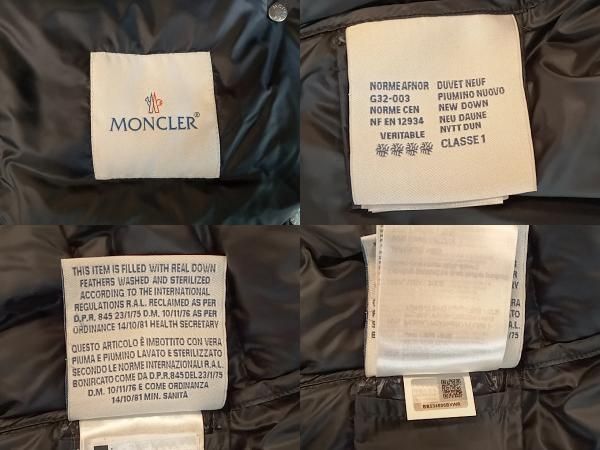 MONCLER®
NORME AFNOR
G32-003
NORME CEN
NF EN 12934
VERITABLE
DUVET NEUF
PIUMINO NUOVO
NEW DOWN
NEU DAUNE
NYTT DUN
CLASSE 1
THIS ITEM IS FILLED WITH REAL DOWN
FEATHERS WASHED AND STERILIZED
ACCORDING TO THE INTERNATIONAL
REGULATIONS R.A.L. RECLAIMED AS PER
D.P.R. 845 23/1/75 D.M. 10/11/76 AS PER
ORDINANCE 14/10/81 HEALTH SECRETARY
QUESTO ARTICOLO È IMBOTTITO CON VERA
PIUMA E PIUMINO LAVATO E STERILIZZATO
SECONDO LE NORME INTERNAZIONALI R.A.L.
BONIFICATO COME DA D.P.R. 845 DEL 23/1/75
D.M. 10/11/76 E COME ORDINANZA
14/10/81 MIN. SANITÀ